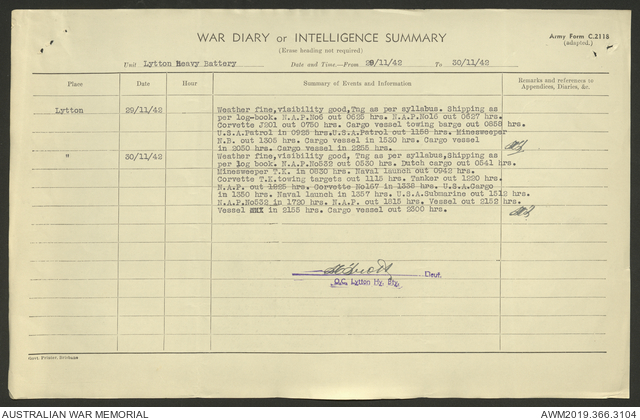 WAR DIARY or INTELLIGENCE SUMMARY
Army Form C.2118
(Erase heading not required)
(adapted.)
Unit Lytton Heavy Battery Date and Time.—From 29/11/42 To 30/11/42
Place Date Hour Summary of Events and Information Remarks and references to Appendices, Diaries, &c.
Lytton 29/11/42 Weather fine,visibility good,Tng as per syllabus. Shipping as
per log-book. N.A.P.No6 out 0625 hrs. N.A.P.No16 out 0627
Corvette J201 out 0750 hrs. Cargo vessel towing barge out 0858 hrs.
U.S.A.Patrol in 0925 hrs.U.S.A.Patrol out 1158 hrs. Minesweeper
N.B. out 1305 hrs. Cargo vessel in 1530 hrs. Cargo vessel
in 2050 hrs. Cargo vessel in 2255 hrs.
" 30/11/42 Weather fine,visibility good, Tng as per syllabus,Shipping as
per log book. N.A.P.No532 out 0530 hrs. Dutch cargo out 0541 hrs.
Minesweeper T.K. in 0830 hrs. Naval launch out 0942 hrs.
Corvette T.K.towing targets out 1115 hrs. Tanker out 1220 hrs.
N.A.P. out 1225 hrs. Corvette No167 in 1338 hrs. U.S.A.Cargo
in 1350 hrs. Naval launch in 1357 hrs. U.S.A.Submarine out 1512 hrs.
N.A.P.No532 in 1720 hrs. N.A.P. out 1815 hrs. Vessel out 2152 hrs.
Vessel in 2155 hrs. Cargo vessel out 2300 hrs.
Lieut.
O.C. Lytton Hy. Bty.
Govt. Printer, Brisbane
AUSTRALIAN WAR MEMORIAL
AWM2019.366.3104